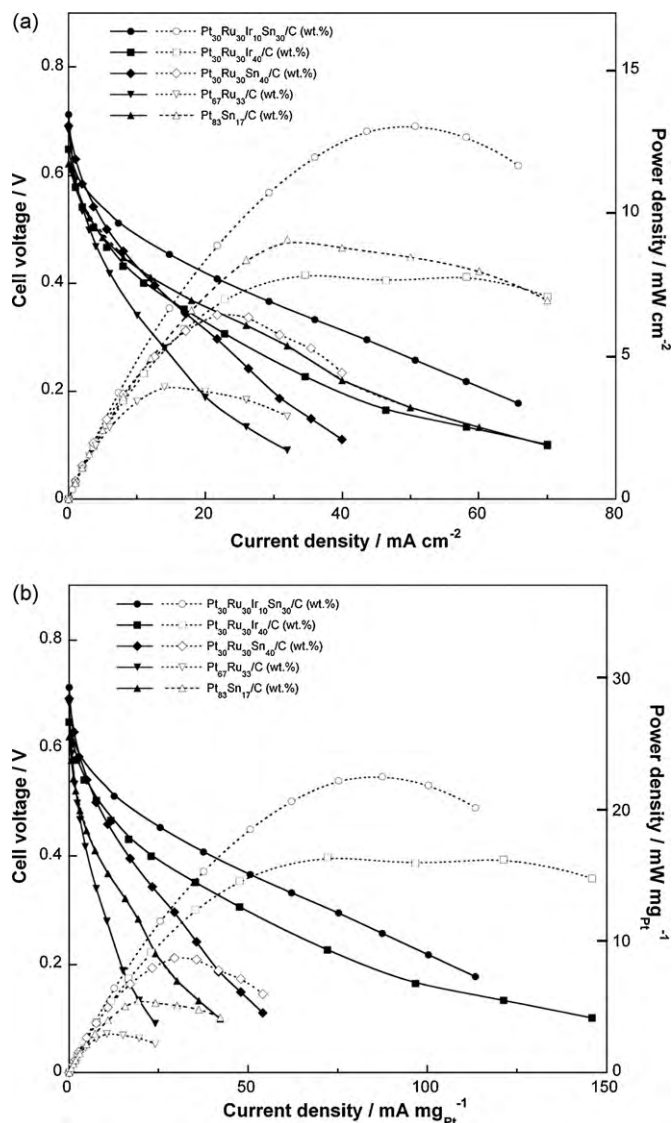 (a)
Pt30Ru30Ir10Sn30/C (wt.%)
Pt30Ru30Ir40/C (wt.%)
Pt30Ru30Sn40/C (wt.%)
Pt67Ru33/C (wt.%)
Pt83Sn17/C (wt.%)
0.8
0.6
0.4
0.2
0
Cell voltage / V
15
10
5
0
Power density / mW cm-2
0 20 40 60 80
Current density / mA cm-2
(b)
Pt30Ru30Ir10Sn30/C (wt.%)
Pt30Ru30Ir40/C (wt.%)
Pt30Ru30Sn40/C (wt.%)
Pt67Ru33/C (wt.%)
Pt83Sn17/C (wt.%)
0.8
0.6
0.4
0.2
0
Cell voltage / V
30
20
10
0
Power density / mW mgPt-1
0 50 100 150
Current density / mA mgPt-1